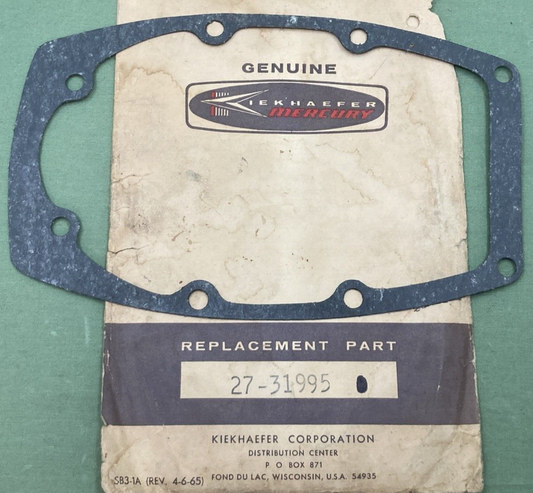 GENUINE
KIEKHAEFER
MERCURY
REPLACEMENT PART
27-31995
KIEKHAEFER CORPORATION
DISTRIBUTION CENTER
P O BOX 871
SB3-1A (REV. 4-6-65) FOND DU LAC, WISCONSIN, U.S.A. 54935